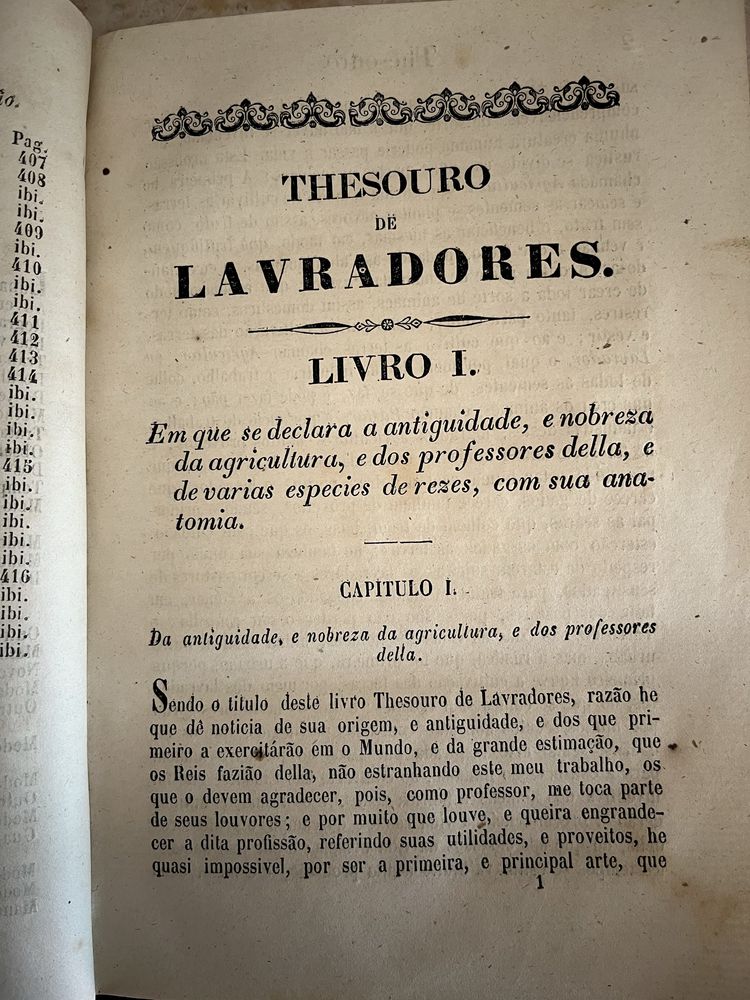 ão.
Pag.
407
408
ibi.
ibi.
409
ibi.
410
ibi.
ibi.
411
412
413
414
ibi.
ibi.
ibi.
ibi.
415
ibi.
ibi.
ibi.
ibi.
ibi.
416
ibi.
ibi.
ibi.
ibi.
THESOURO
DE
LAVRADORES.
LIVRO I.
Em que se declara a antiguidade, e nobreza
da agricultura, e dos professores della, e
de varias especies de rezes, com sua ana-
tomia.
CAPITULO I.
Da antiguidade, e nobreza da agricultura, e dos professores
della.
Sendo o titulo deste livro Thesouro de Lavradores, razão he
que dê noticia de sua origem, e antiguidade, e dos que pri-
meiro a exercitárão em o Mundo, e da grande estimação, que
os Reis fazião della, não estranhando este meu trabalho, os
que o devem agradecer, pois, como professor, me toca parte
de seus louvores; e por muito que louve, e queira engrande-
cer a dita profissão, referindo suas utilidades, e proveitos, he
quasi impossivel, por ser a primeira, e principal arte, que
1